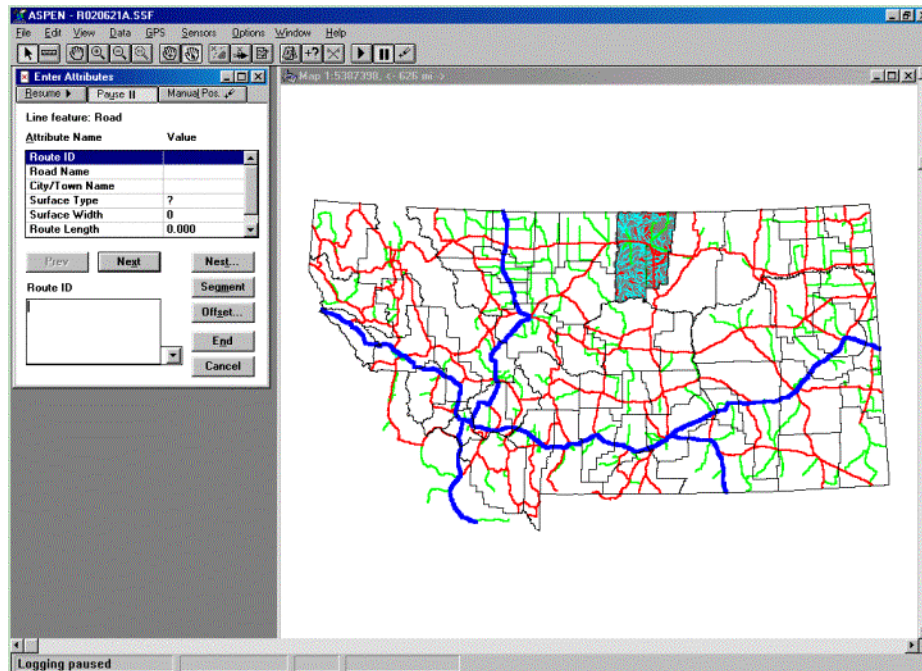 ASPEN - R020621A.SSF
File Edit View Data GPS Sensors Options Window Help
Enter Attributes
Resume Pause Manual Pos.
Line feature: Road
Attribute Name Value
Route ID
Road Name
City/Town Name
Surface Type ?
Surface Width 0
Route Length 0.000
Prev Next Nest...
Route ID
Segment
Offset...
End
Cancel
Map 1:5387398, <- 626 mi->
Logging paused